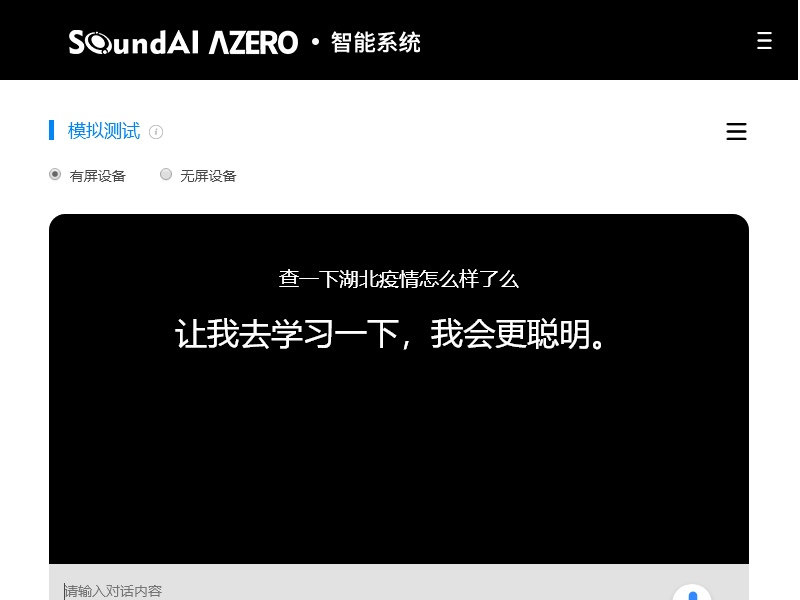 SoundAI AZERO · 智能系统
模拟测试
有屏设备 无屏设备
查一下湖北疫情怎么样了么
让我去学习一下，我会更聪明。
请输入对话内容